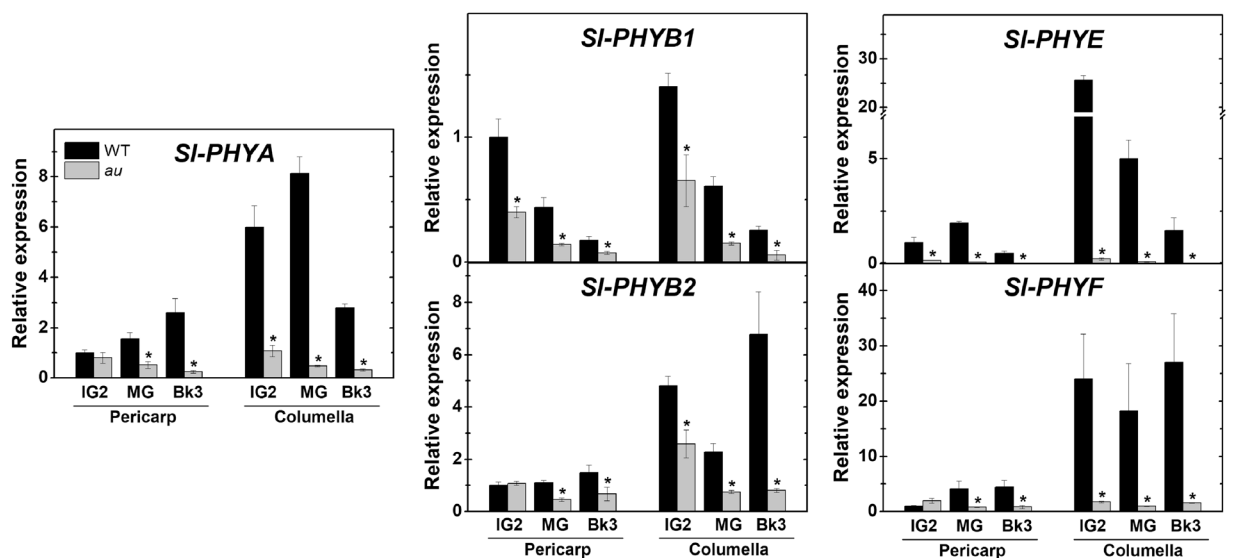 Sl-PHYA
WT
au
Relative expression
8
6
4
2
0
*
*
*
*
*
IG2 MG Bk3 IG2 MG Bk3
Pericarp Columella
Sl-PHYB1
Relative expression
1
0
*
*
*
*
*
*
Sl-PHYB2
Relative expression
8
6
4
2
0
*
*
*
*
*
IG2 MG Bk3 IG2 MG Bk3
Pericarp Columella
Sl-PHYE
Relative expression
30
25
20
5
0
*
*
*
*
*
*
Sl-PHYF
Relative expression
40
30
20
10
0
*
*
*
*
*
IG2 MG Bk3 IG2 MG Bk3
Pericarp Columella